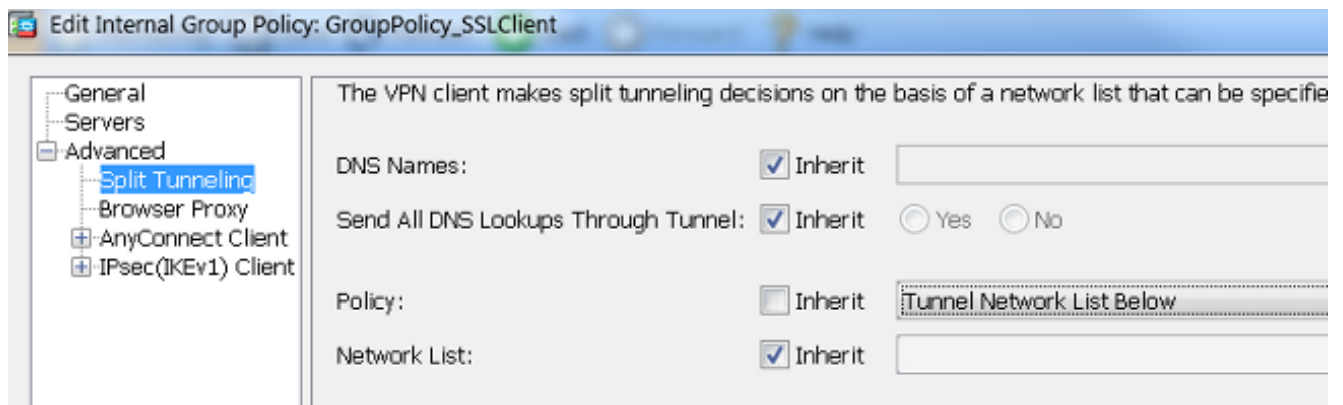 Edit Internal Group Policy: GroupPolicy_SSLClient
General
Servers
Advanced
Split Tunneling
Browser Proxy
AnyConnect Client
IPsec(IKEv1) Client
The VPN client makes split tunneling decisions on the basis of a network list that can be specifie
DNS Names: Inherit
Send All DNS Lookups Through Tunnel: Inherit Yes No
Policy: Inherit Tunnel Network List Below
Network List: Inherit